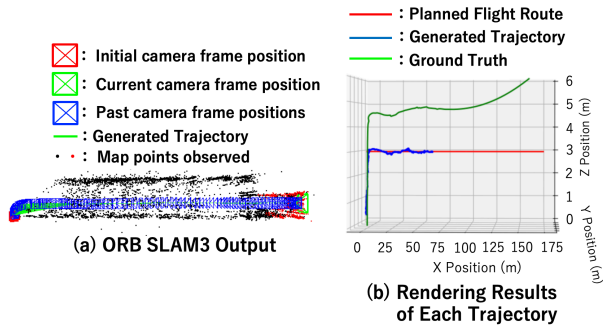 : Initial camera frame position
: Current camera frame position
: Past camera frame positions
: Generated Trajectory
: Map points observed
(a) ORB SLAM3 Output
: Planned Flight Route
: Generated Trajectory
: Ground Truth
6
5
4
3
2
1
0
Z Position (m)
Y Position (m)
0 25 50 75 100 125 150 175
X Position (m)
(b) Rendering Results
of Each Trajectory